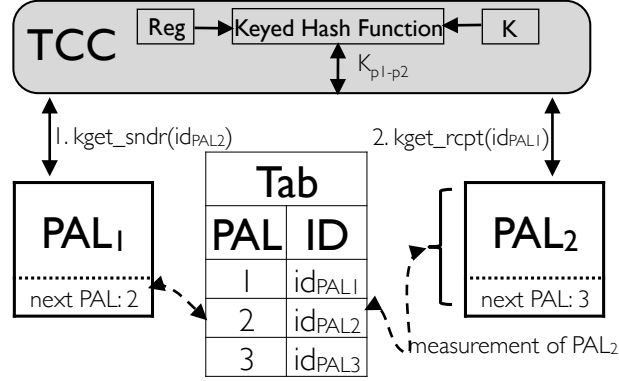 TCC
Reg
Keyed Hash Function
K
Kp1-p2
1. kget_sndr(idPAL2)
2. kget_rcpt(idPAL1)
PAL1
next PAL: 2
Tab
PAL ID
1 idPAL1
2 idPAL2
3 idPAL3
PAL2
next PAL: 3
measurement of PAL2